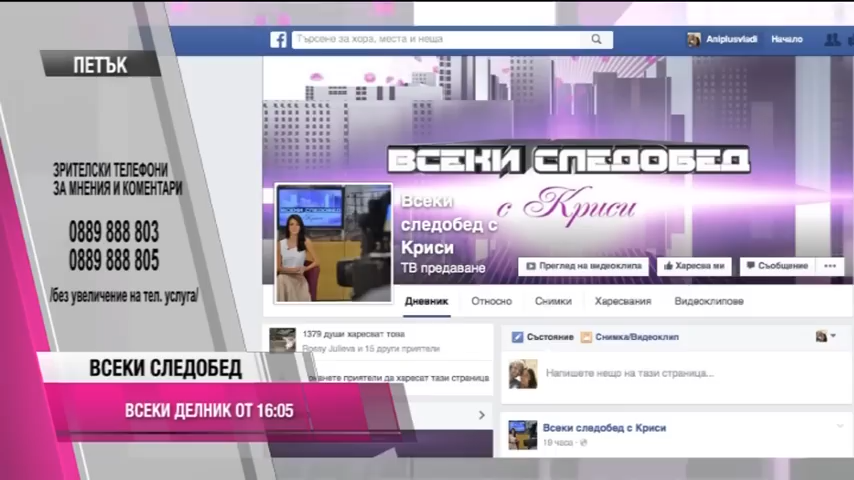 ПЕТЪК
ЗРИТЕЛСКИ ТЕЛЕФОНИ
ЗА МНЕНИЯ И КОМЕНТАРИ
0889 888 803
0889 888 805
/без увеличение на тел. услуга/
ВСЕКИ СЛЕДОБЕД
ВСЕКИ ДЕЛНИК ОТ 16:05
Търсене за хора, места и неща
Aniplusvladi Начало
ВСЕКИ СЛЕДОБЕД
с Криси
Всеки
следобед с
Криси
ТВ предаване
Преглед на видеоклипа Харесва ми Съобщение
Дневник Относно Снимки Харесвания Видеоклипове
1379 души харесват това
Rossy Julieva и 15 други приятели
приятели да харесат тази страница
Състояние Снимка/Видеоклип
Напишете нещо на тази страница...
Всеки следобед с Криси
19 часа